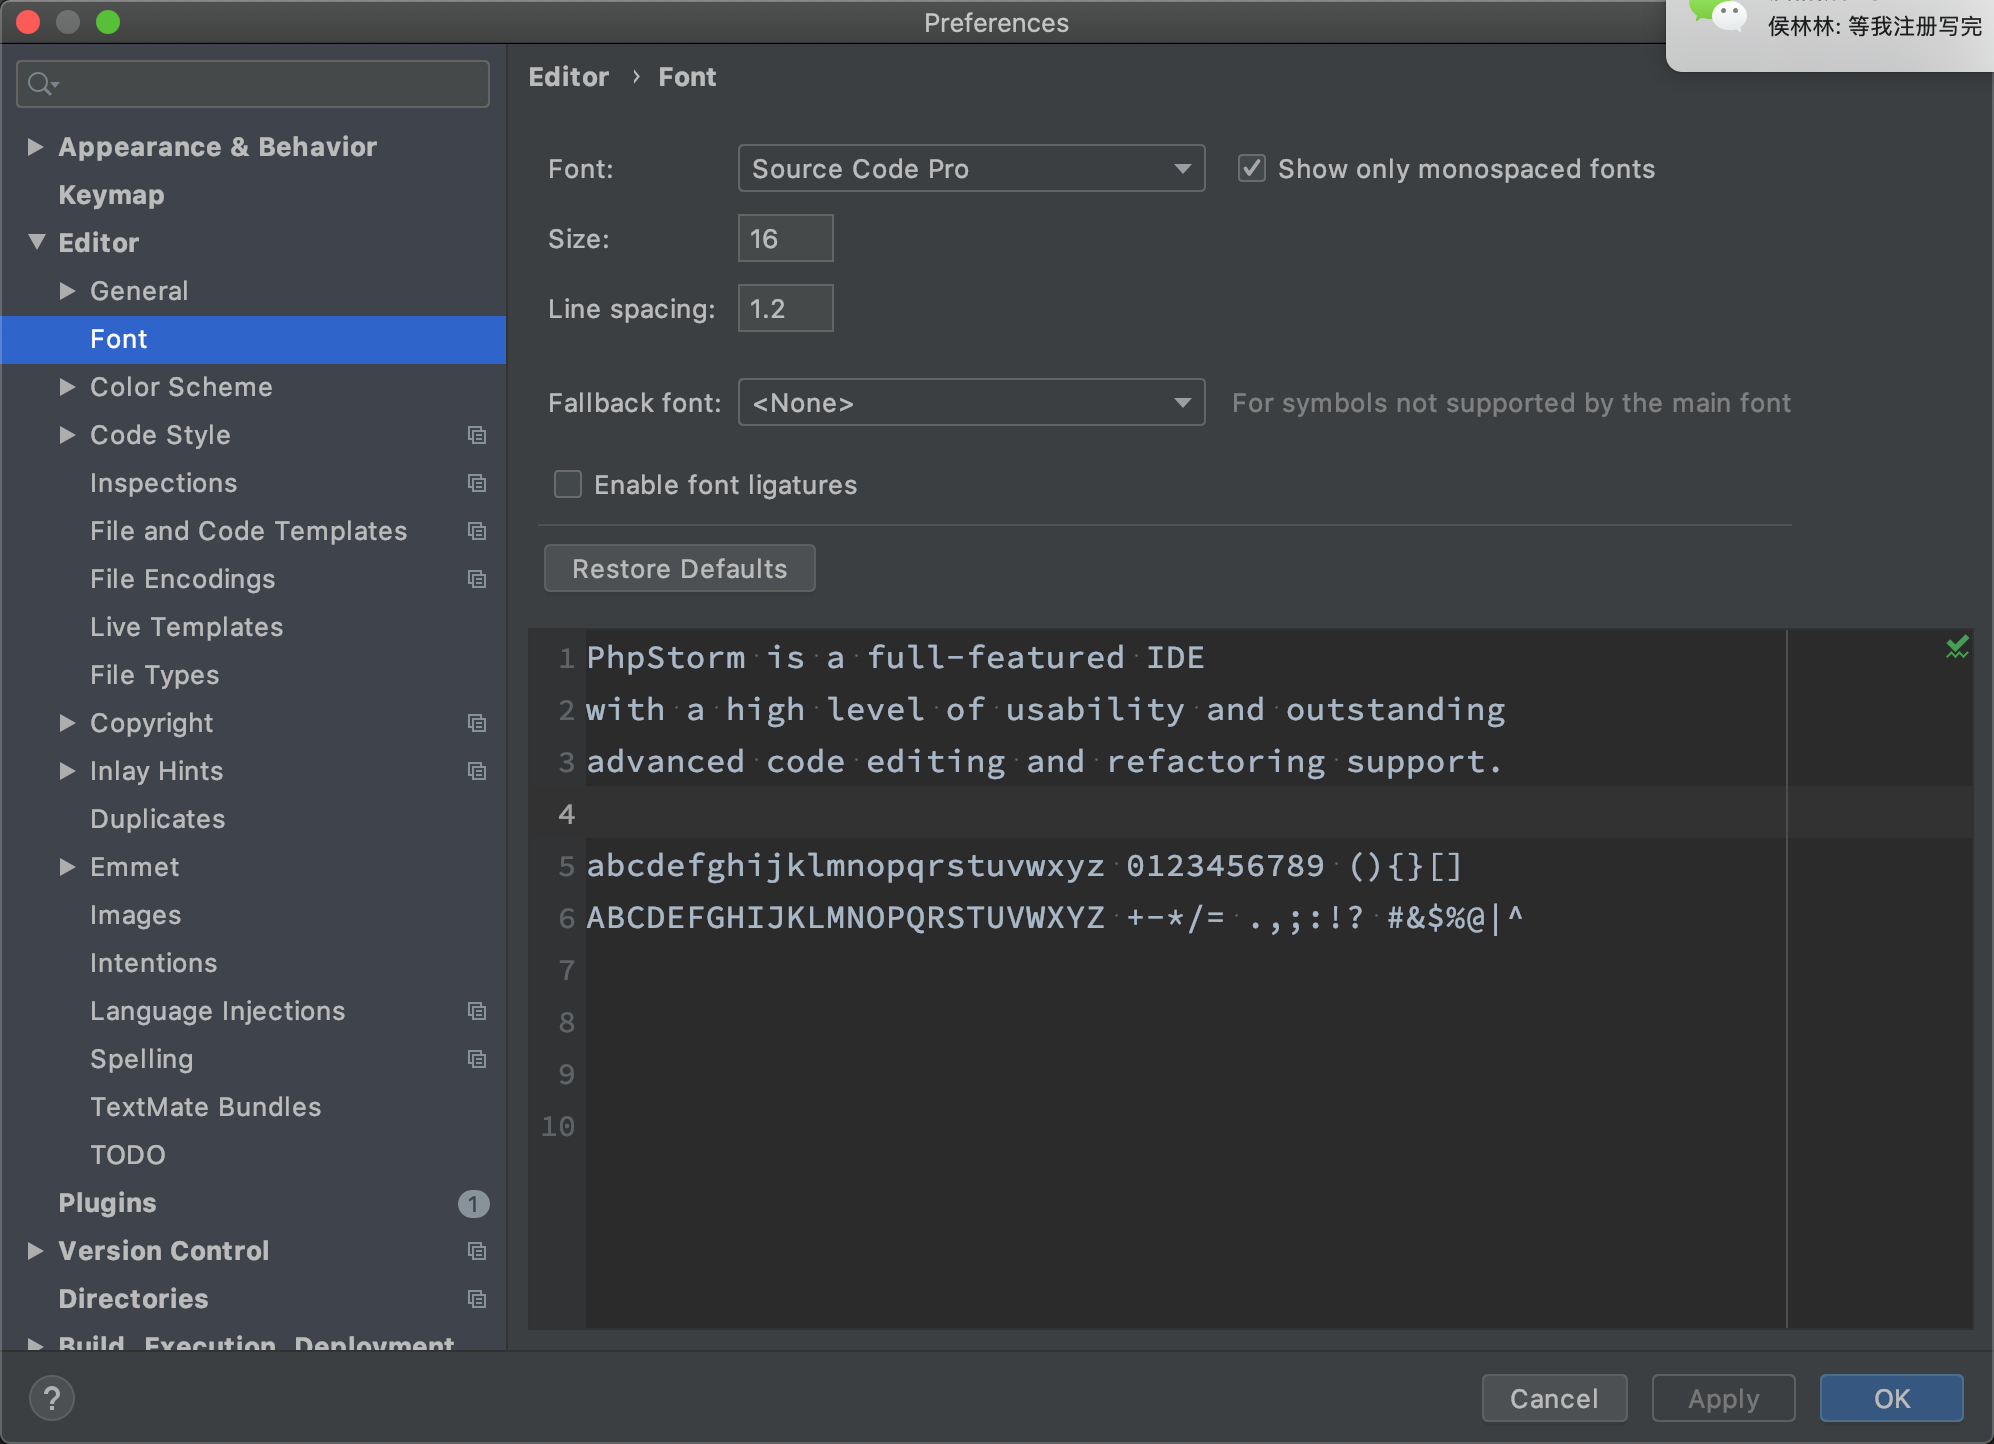 Preferences
侯林林: 等我注册写完
Appearance & Behavior
Keymap
Editor
General
Font
Color Scheme
Code Style
Inspections
File and Code Templates
File Encodings
Live Templates
File Types
Copyright
Inlay Hints
Duplicates
Emmet
Images
Intentions
Language Injections
Spelling
TextMate Bundles
TODO
Plugins 1
Version Control
Directories
Build, Execution, Deployment
Editor › Font
Font: Source Code Pro Show only monospaced fonts
Size: 16
Line spacing: 1.2
Fallback font: <None> For symbols not supported by the main font
Enable font ligatures
Restore Defaults
1 PhpStorm is a full-featured IDE
2 with a high level of usability and outstanding
3 advanced code editing and refactoring support.
4
5 abcdefghijklmnopqrstuvwxyz 0123456789 (){}[]
6 ABCDEFGHIJKLMNOPQRSTUVWXYZ +-*/= .,;:!? #&$%@|^
7
8
9
10
? Cancel Apply OK